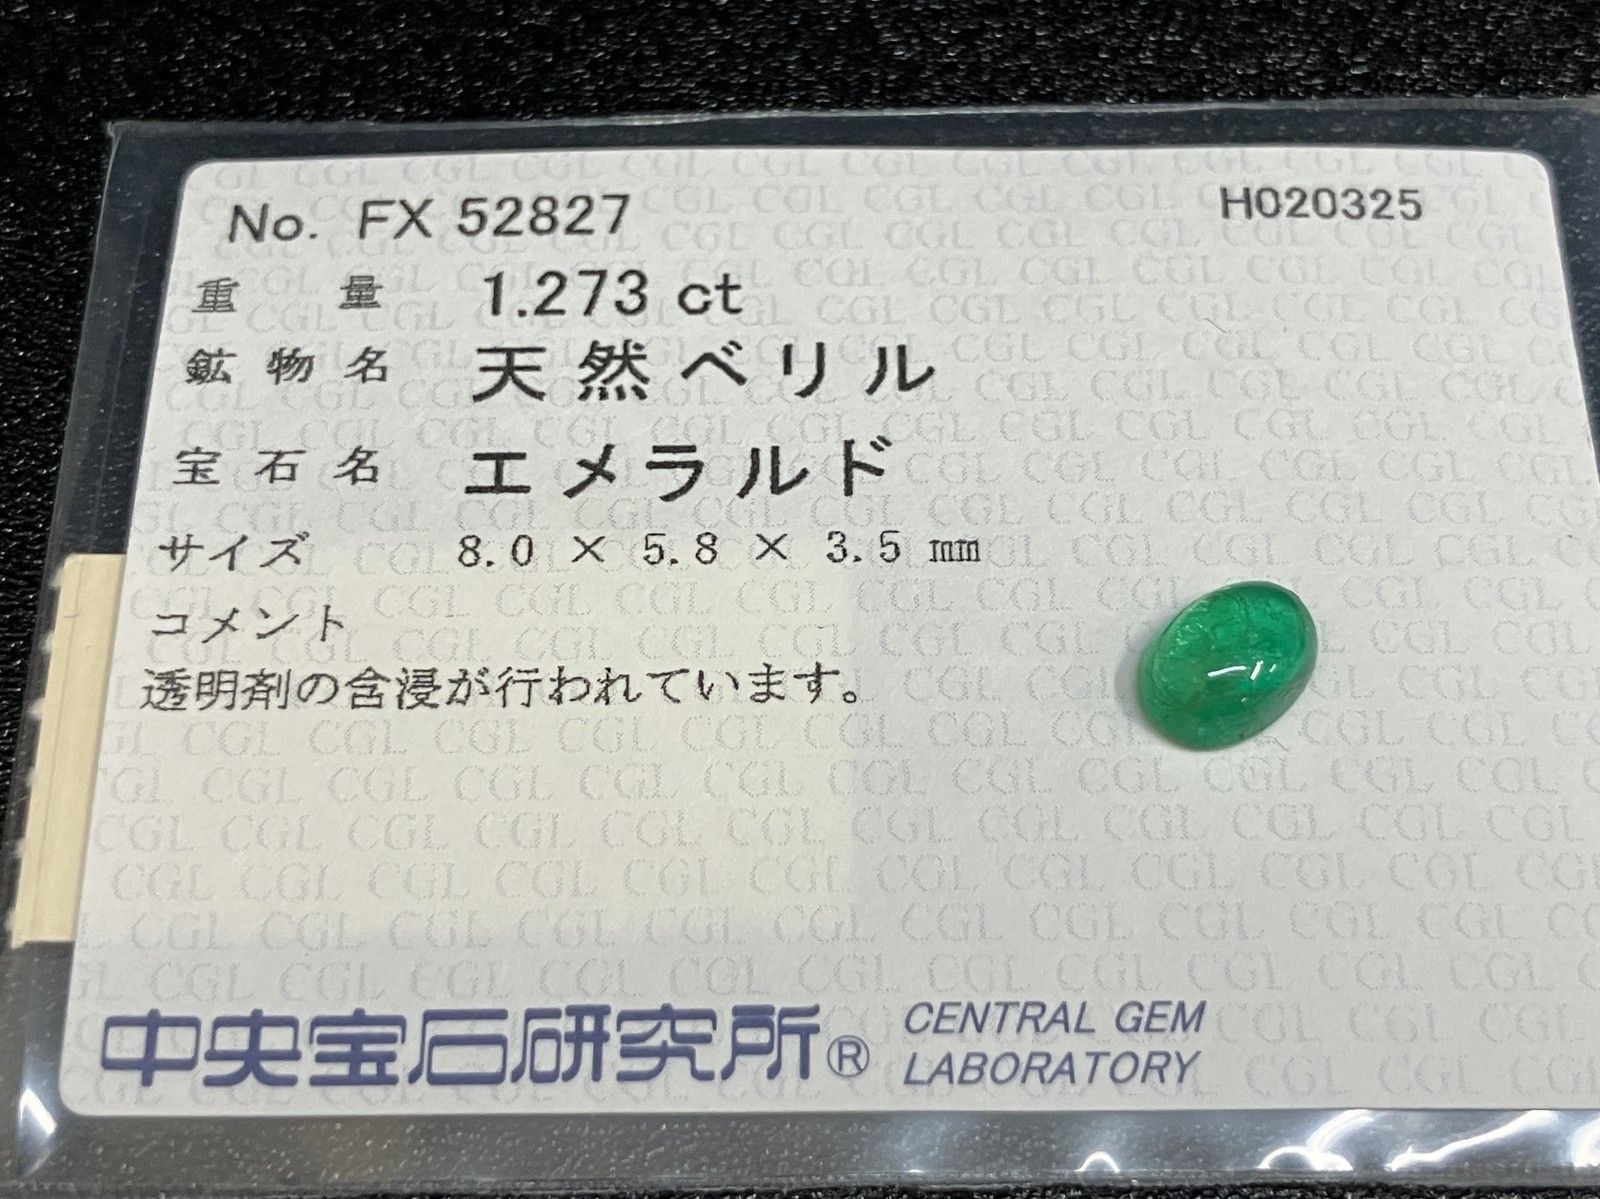 No. FX 52827 H020325
重量 1.273 ct
鉱物名 天然ベリル
宝石名 エメラルド
サイズ 8.0 × 5.8 × 3.5 ㎜
コメント
透明剤の含浸が行われています。
中央宝石研究所® CENTRAL GEM
LABORATORY